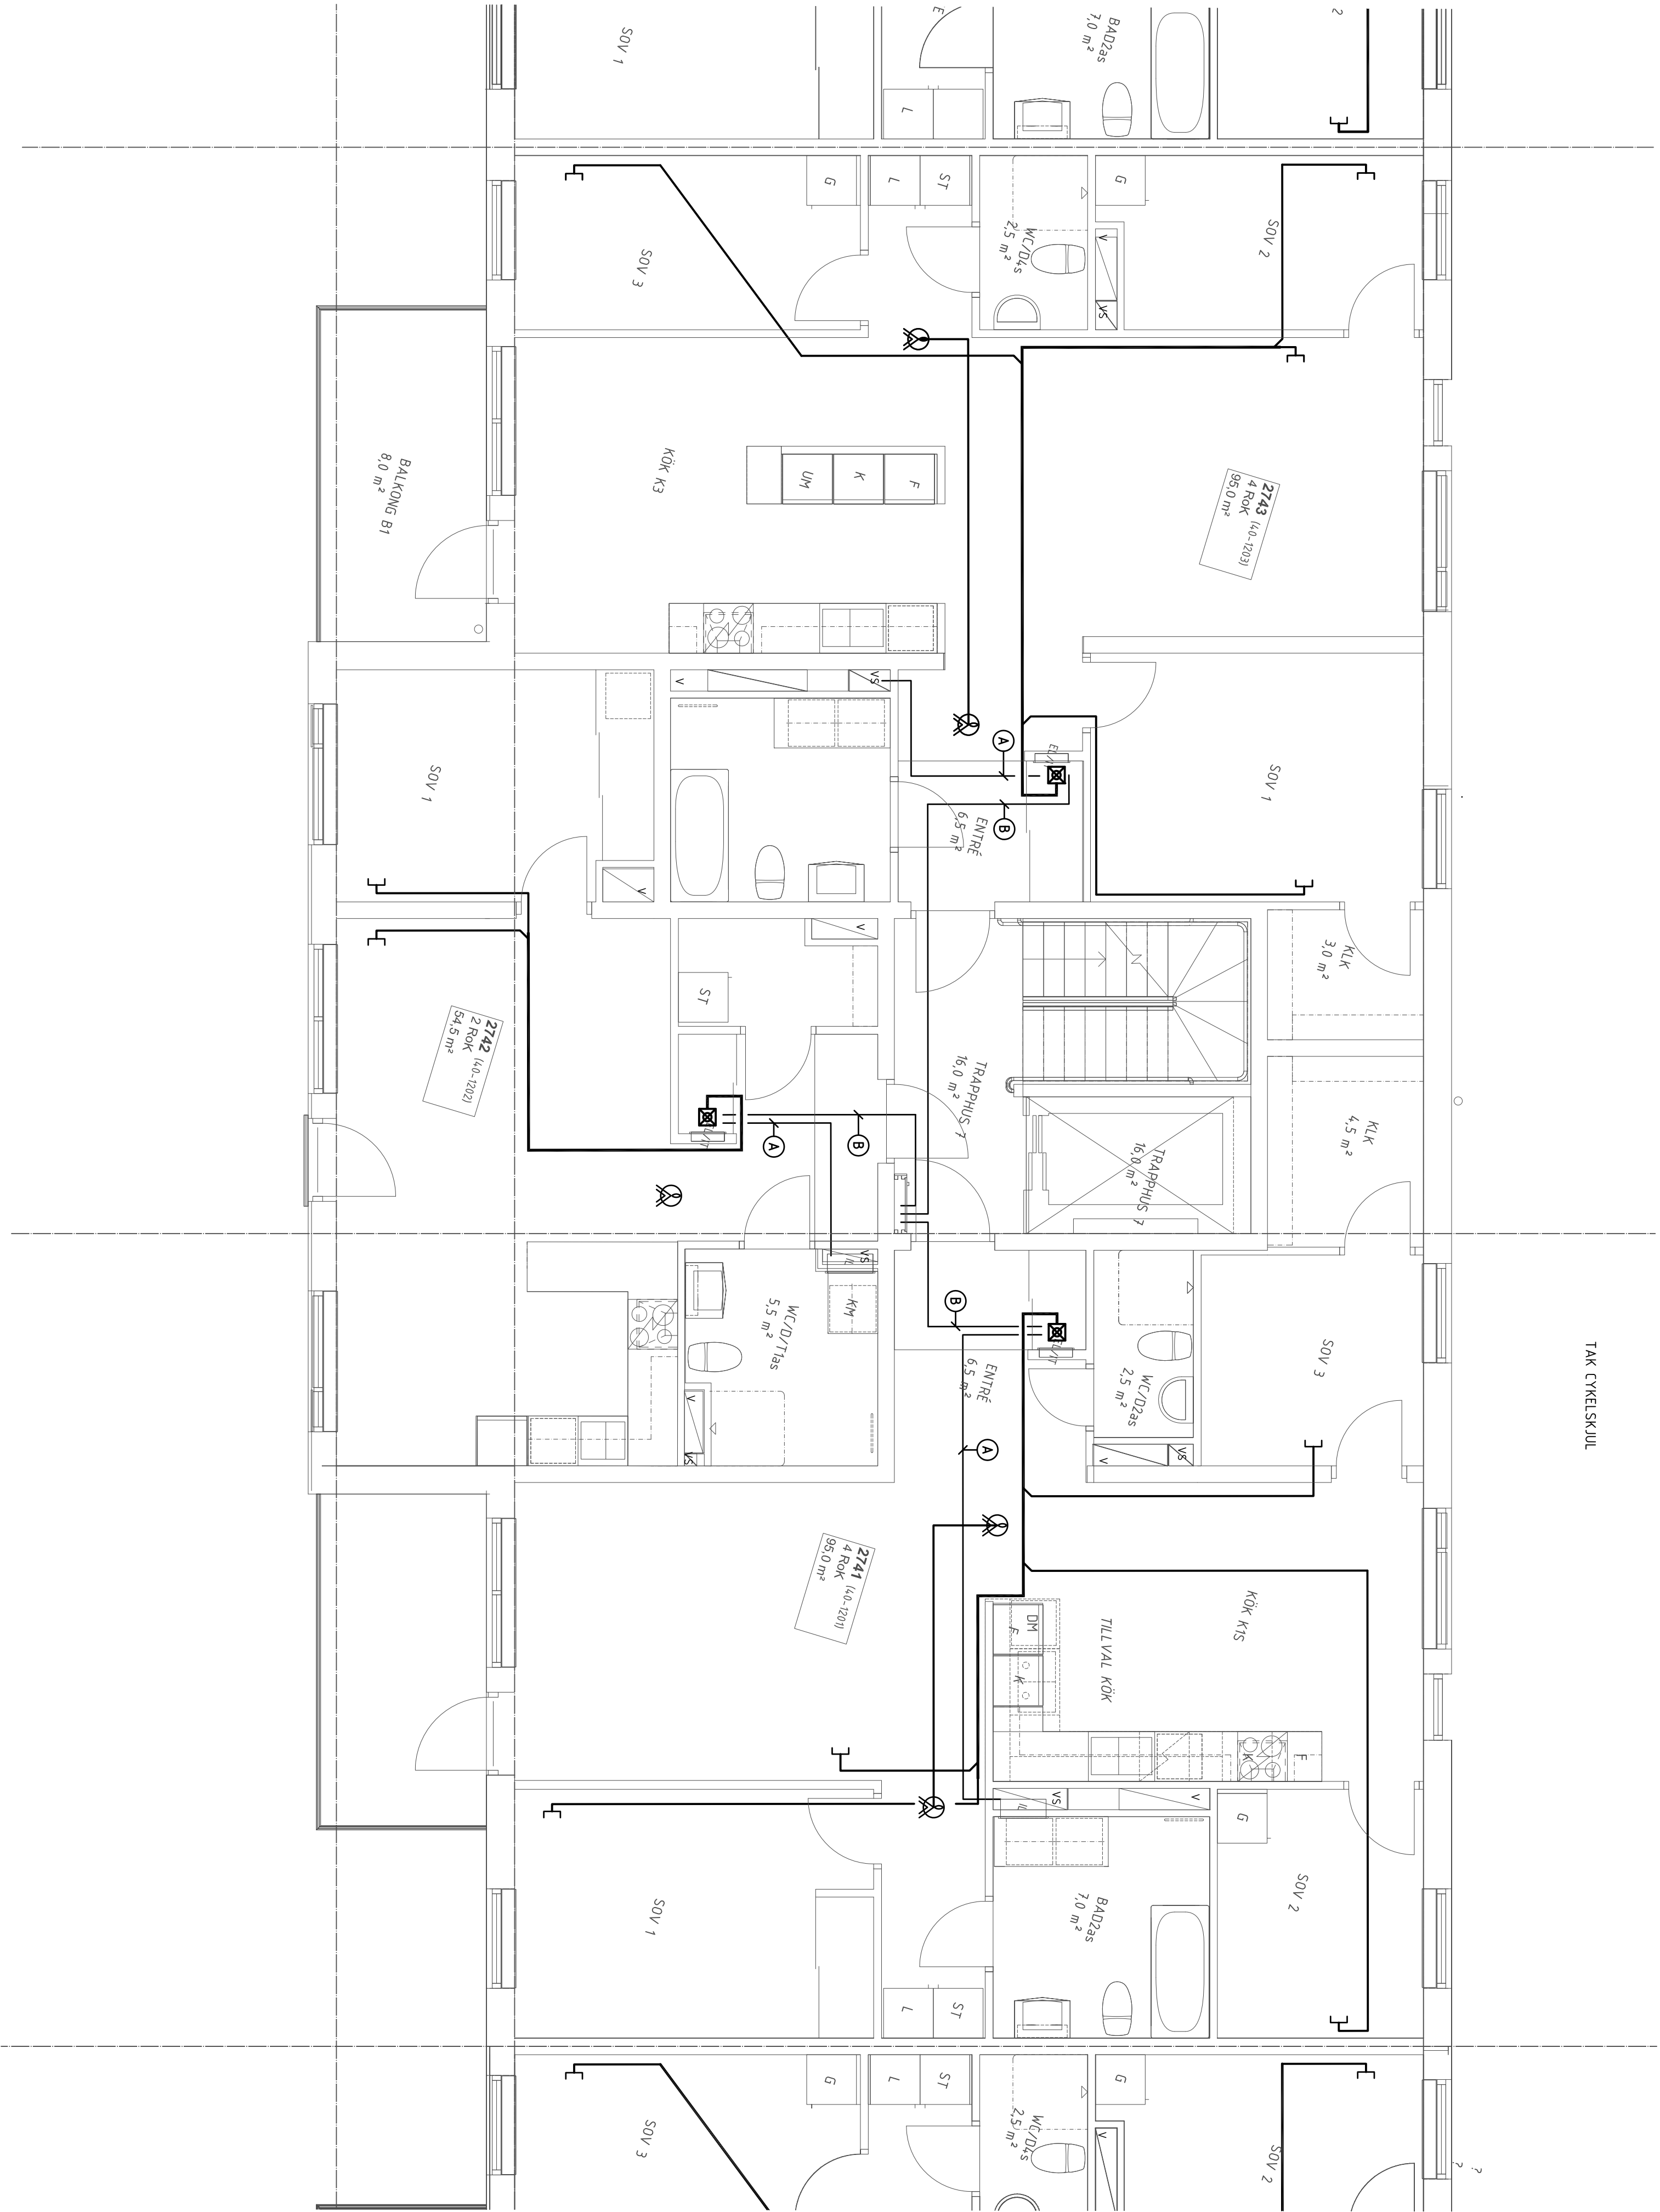 SOV 1
E
L
BAD2as
7,0 m²
2
G
L
ST
WC/D4s
2,5 m²
G
V
VS
SOV 2
SOV 3
BALKONG B1
8,0 m²
KÖK K3
UM
K
F
2743 (40-1203)
4 RoK
95,0 m²
V
VS
A
B
ENTRÉ
6,5 m²
SOV 1
SOV 1
V
V
ST
KLK
3,0 m²
2742 (40-1202)
2 RoK
54,5 m²
TRAPPHUS 7
16,0 m²
TRAPPHUS 7
16,0 m²
KLK
4,5 m²
A
B
VS
KM
WC/D/T1as
5,5 m²
V
VS
B
EL/IT
ENTRÉ
6,5 m²
A
WC/D2as
2,5 m²
V
VS
SOV 3
TAK CYKELSKJUL
2741 (40-1201)
4 RoK
95,0 m²
DM
F
K
TILLVAL KÖK
KÖK K1S
K
F
VS
V
G
SOV 1
BAD2as
7,0 m²
SOV 2
L
ST
G
L
ST
WC/D4s
2,5 m²
G
V
SOV 3
SOV 2
? ?